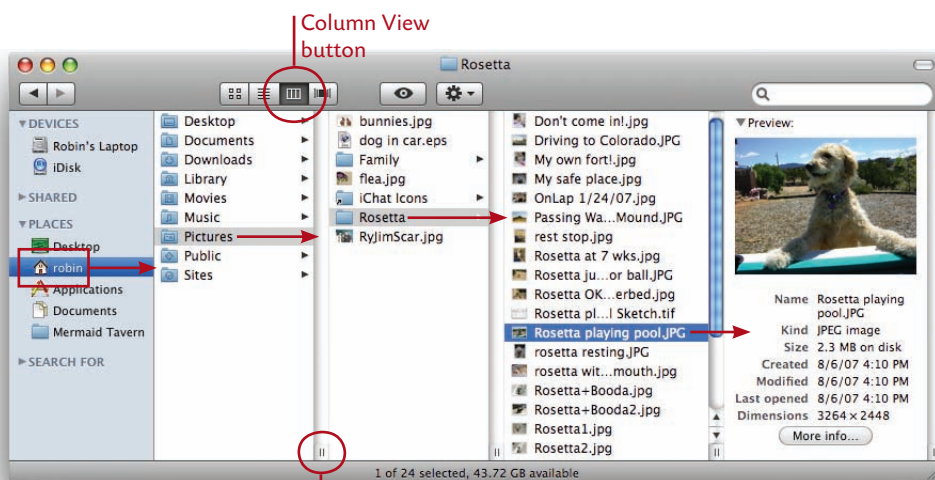 Column View
button
Rosetta
DEVICES
Robin's Laptop
iDisk
SHARED
PLACES
Desktop
robin
Applications
Documents
Mermaid Tavern
SEARCH FOR
Desktop
Documents
Downloads
Library
Movies
Music
Pictures
Public
Sites
bunnies.jpg
dog in car.eps
Family
flea.jpg
iChat Icons
Rosetta
RyJimScar.jpg
Don't come in!.jpg
Driving to Colorado.JPG
My own fort!.jpg
My safe place.jpg
OnLap 1/24/07.jpg
Passing Wa...Mound.JPG
rest stop.jpg
Rosetta at 7 wks.jpg
Rosetta ju...or ball.JPG
Rosetta OK...erbed.jpg
Rosetta pl...l Sketch.tif
Rosetta playing pool.JPG
rosetta resting.JPG
rosetta wit...mouth.jpg
Rosetta+Booda.jpg
Rosetta+Booda2.jpg
Rosetta1.jpg
Rosetta2.jpg
Preview:
Name Rosetta playing
pool.JPG
Kind JPEG image
Size 2.3 MB on disk
Created 8/6/07 4:10 PM
Modified 8/6/07 4:10 PM
Last opened 8/6/07 4:10 PM
Dimensions 3264 × 2448
More info...
1 of 24 selected, 43.72 GB available